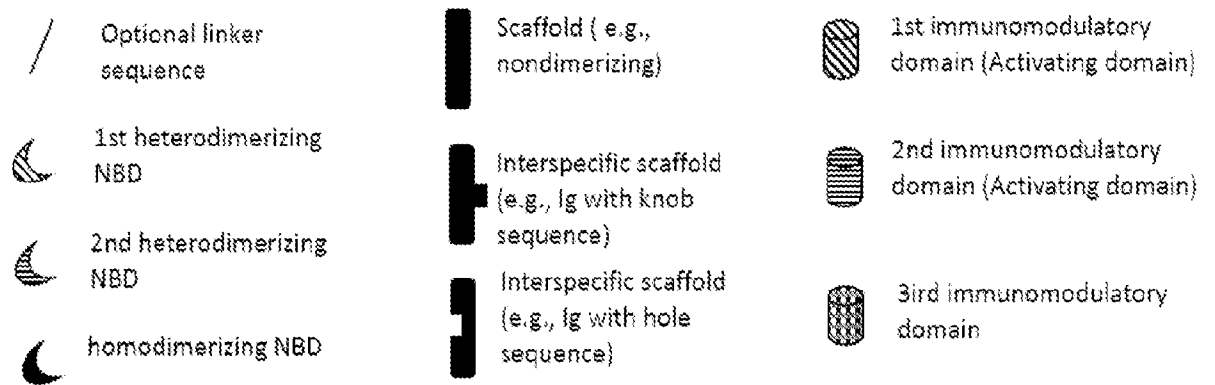 Optional linker
sequence
1st heterodimerizing
NBD
2nd heterodimerizing
NBD
homodimerizing NBD
Scaffold ( e.g.,
nondimerizing)
Interspecific scaffold
(e.g., Ig with knob
sequence)
Interspecific scaffold
(e.g., Ig with hole
sequence)
1st immunomodulatory
domain (Activating domain)
2nd immunomodulatory
domain (Activating domain)
3ird immunomodulatory
domain